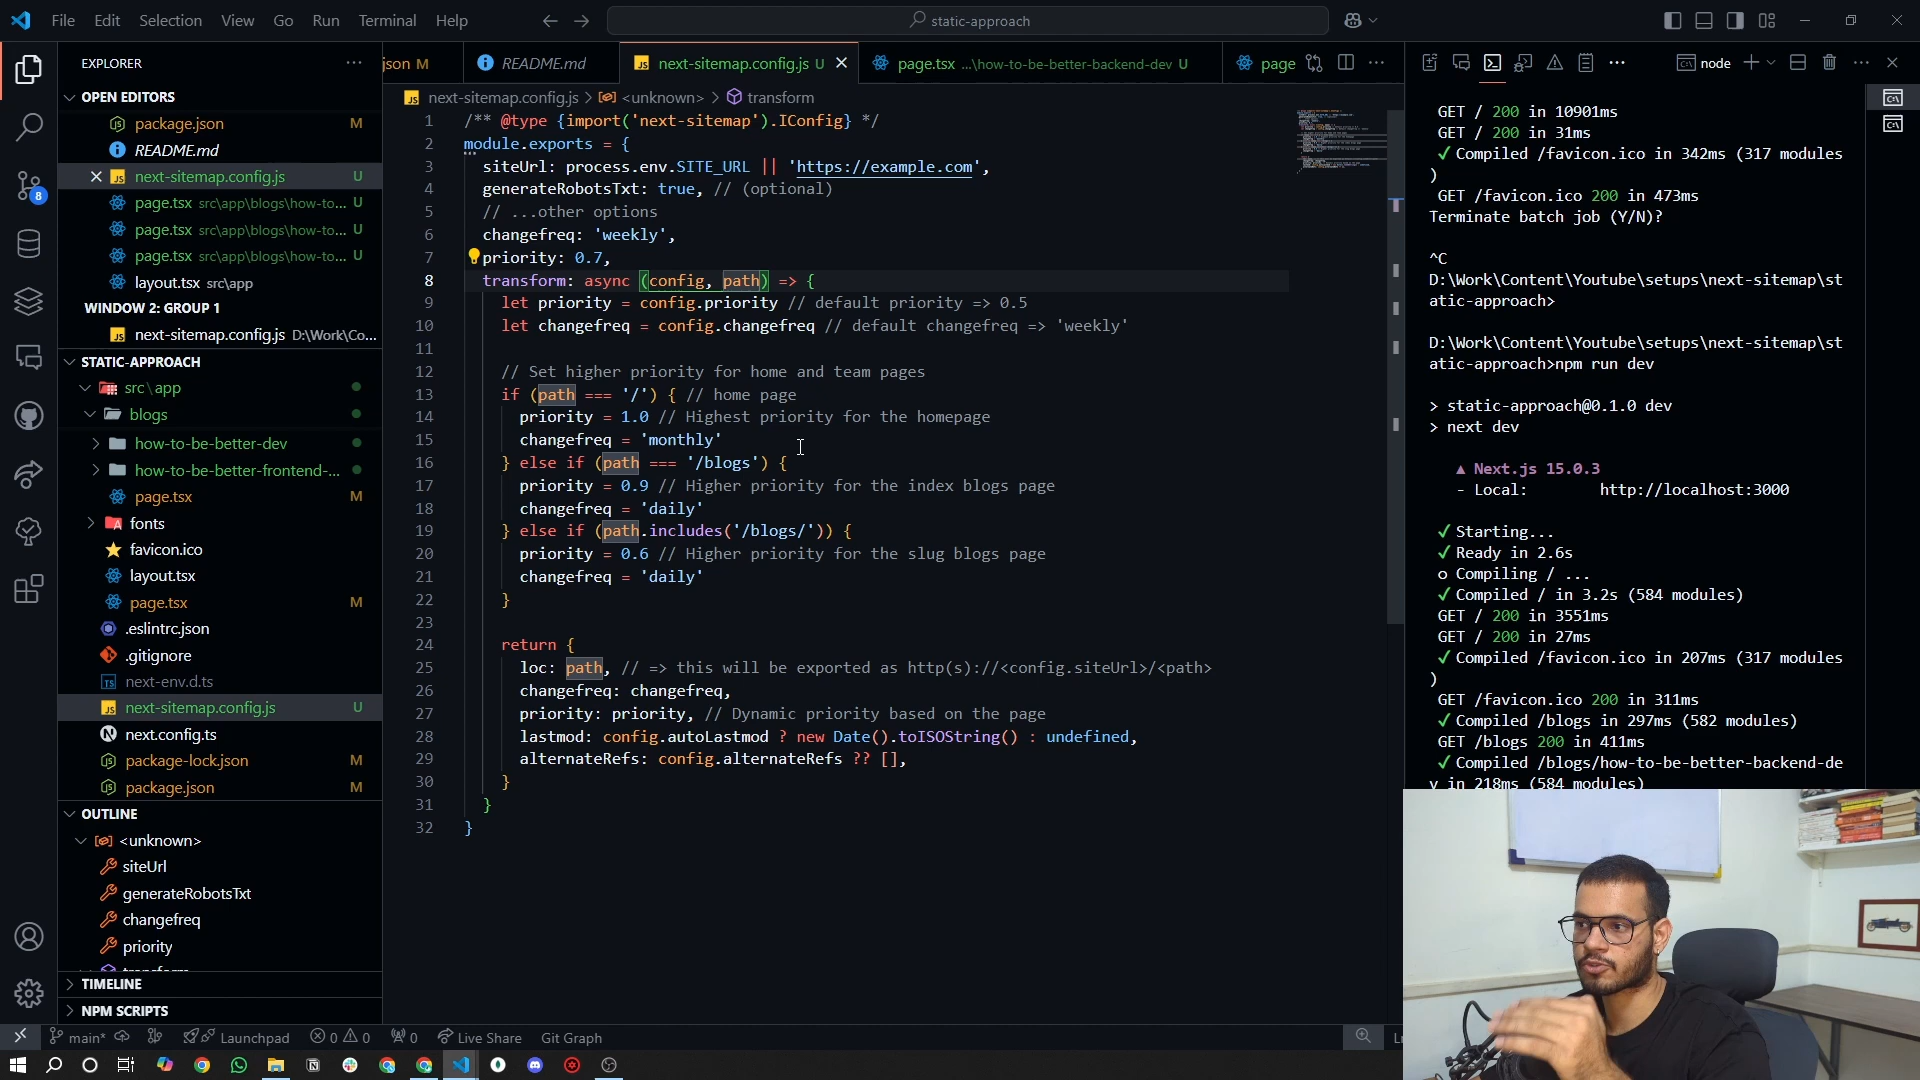 File Edit Selection View Go Run Terminal Help
static-approach
EXPLORER
OPEN EDITORS
package.json M
README.md
next-sitemap.config.js U
page.tsx src\app\blogs\how-to... U
page.tsx src\app\blogs\how-to... U
page.tsx src\app\blogs\how-to... U
layout.tsx src\app
WINDOW 2: GROUP 1
next-sitemap.config.js D:\Work\Co...
STATIC-APPROACH
src\app
blogs
how-to-be-better-dev
how-to-be-better-frontend-...
page.tsx M
fonts
favicon.ico
layout.tsx
page.tsx M
.eslintrc.json
.gitignore
next-env.d.ts
next-sitemap.config.js U
next.config.ts
package-lock.json M
package.json M
OUTLINE
<unknown>
siteUrl
generateRobotsTxt
changefreq
priority
TIMELINE
NPM SCRIPTS
json M
README.md
next-sitemap.config.js U
page.tsx ...\how-to-be-better-backend-dev U
page
next-sitemap.config.js > <unknown> > transform
1 /** @type {import('next-sitemap').IConfig} */
2 module.exports = {
3 siteUrl: process.env.SITE_URL || 'https://example.com',
4 generateRobotsTxt: true, // (optional)
5 // ...other options
6 changefreq: 'weekly',
7 priority: 0.7,
8 transform: async (config, path) => {
9 let priority = config.priority // default priority => 0.5
10 let changefreq = config.changefreq // default changefreq => 'weekly'
11
12 // Set higher priority for home and team pages
13 if (path === '/') { // home page
14 priority = 1.0 // Highest priority for the homepage
15 changefreq = 'monthly'
16 } else if (path === '/blogs') {
17 priority = 0.9 // Higher priority for the index blogs page
18 changefreq = 'daily'
19 } else if (path.includes('/blogs/')) {
20 priority = 0.6 // Higher priority for the slug blogs page
21 changefreq = 'daily'
22 }
23
24 return {
25 loc: path, // => this will be exported as http(s)://<config.siteUrl>/<path>
26 changefreq: changefreq,
27 priority: priority, // Dynamic priority based on the page
28 lastmod: config.autoLastmod ? new Date().toISOString() : undefined,
29 alternateRefs: config.alternateRefs ?? [],
30 }
31 }
32 }
node
GET / 200 in 10901ms
GET / 200 in 31ms
✓ Compiled /favicon.ico in 342ms (317 modules
)
GET /favicon.ico 200 in 473ms
Terminate batch job (Y/N)?
^C
D:\Work\Content\Youtube\setups\next-sitemap\st
atic-approach>
D:\Work\Content\Youtube\setups\next-sitemap\st
atic-approach>npm run dev
> static-approach@0.1.0 dev
> next dev
▲ Next.js 15.0.3
- Local: http://localhost:3000
✓ Starting...
✓ Ready in 2.6s
o Compiling / ...
✓ Compiled / in 3.2s (584 modules)
GET / 200 in 3551ms
GET / 200 in 27ms
✓ Compiled /favicon.ico in 207ms (317 modules
)
GET /favicon.ico 200 in 311ms
✓ Compiled /blogs in 297ms (582 modules)
GET /blogs 200 in 411ms
✓ Compiled /blogs/how-to-be-better-backend-de
v in 218ms (584 modules)
8
main*
Launchpad
0 0
0
Live Share
Git Graph